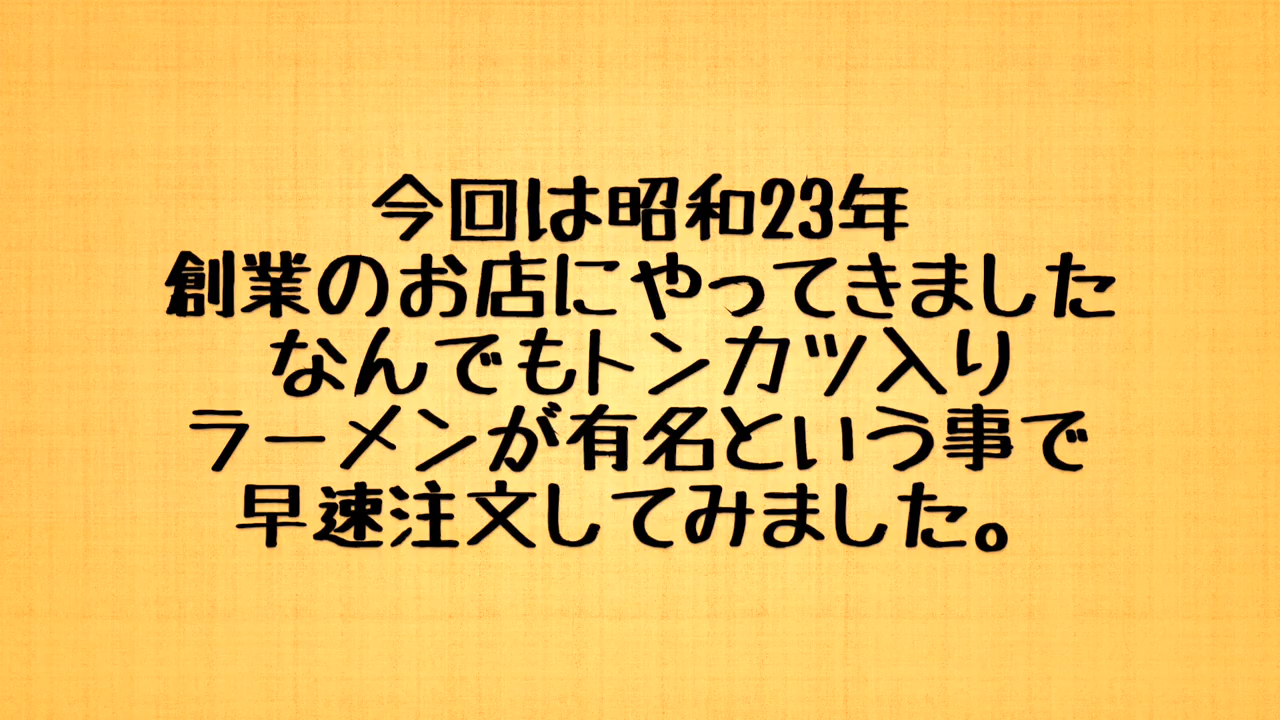 今回は昭和23年
創業のお店にやってきました
なんでもトンカツ入り
ラーメンが有名という事で
早速注文してみました。